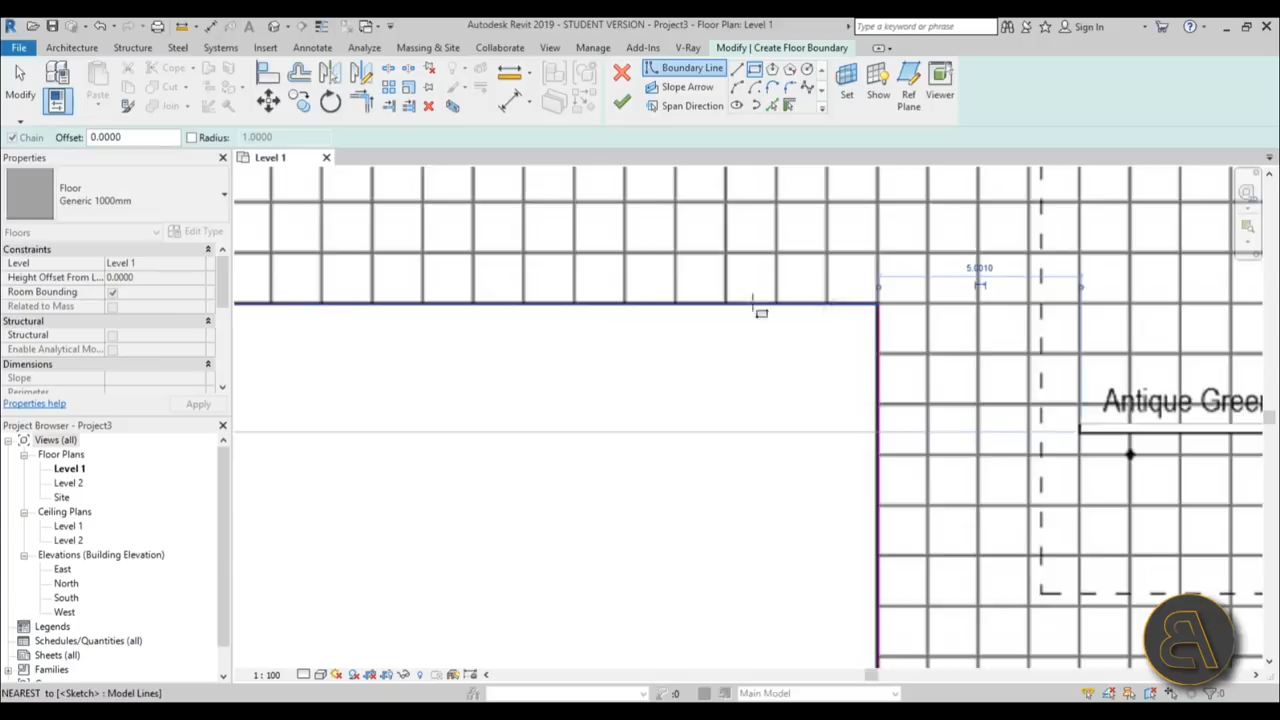 Autodesk Revit 2019 - STUDENT VERSION - Project3 - Floor Plan: Level 1
Type a keyword or phrase
Sign In
File Architecture Structure Steel Systems Insert Annotate Analyze Massing & Site Collaborate View Manage Add-Ins V-Ray Modify | Create Floor Boundary
Modify
Paste
Cope
Cut
Join
Boundary Line
Slope Arrow
Span Direction
Set
Show
Ref
Plane
Viewer
Chain Offset: 0.0000 Radius: 1.0000
Properties
Level 1
Floor
Generic 1000mm
Floors
Edit Type
Constraints
Level Level 1
Height Offset From L... 0.0000
Room Bounding
Related to Mass
Structural
Structural
Enable Analytical Mo...
Dimensions
Slope
Perimeter
Properties help
Apply
5.0010
Antique Green
Project Browser - Project3
Views (all)
Floor Plans
Level 1
Level 2
Site
Ceiling Plans
Level 1
Level 2
Elevations (Building Elevation)
East
North
South
West
Legends
Schedules/Quantities (all)
Sheets (all)
Families
1 : 100
NEAREST to [<Sketch> : Model Lines]
:0
Main Model
:0